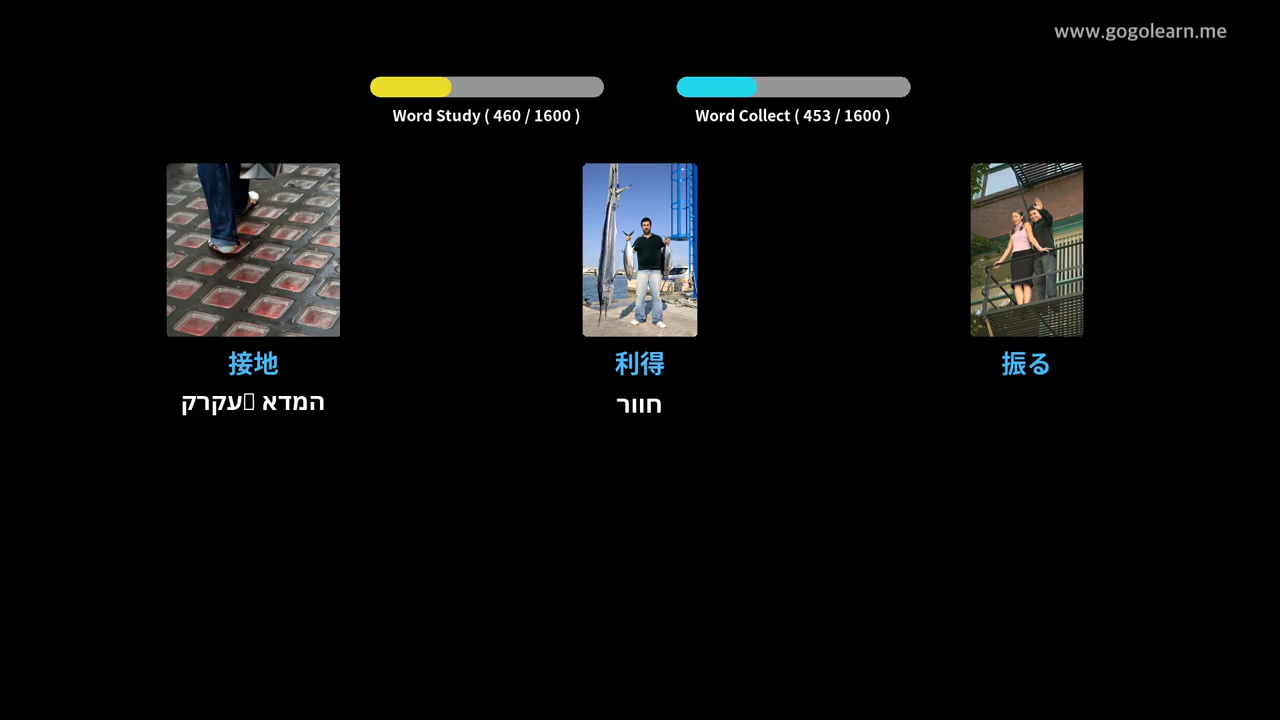 www.gogolearn.me
Word Study ( 460 / 1600 )
Word Collect ( 453 / 1600 )
接地
המדא עקרק
利得
חוור
振る